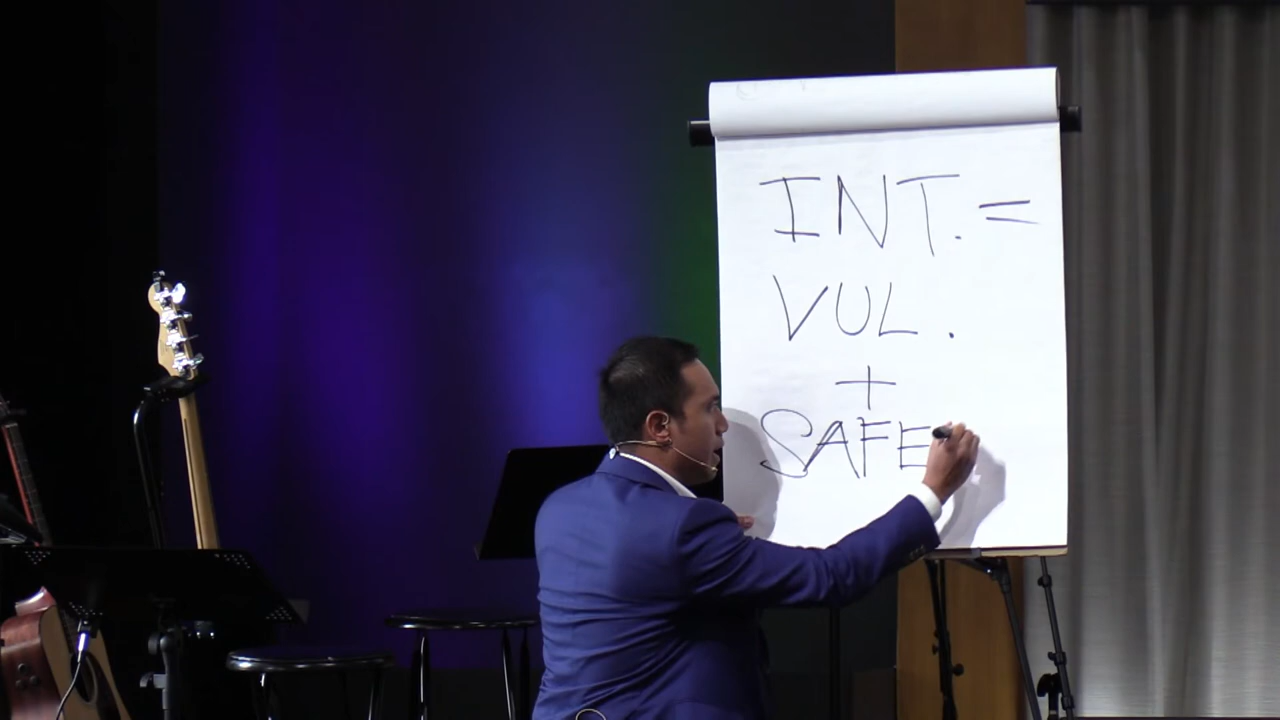 INT. =
VUL.
+
SAFE